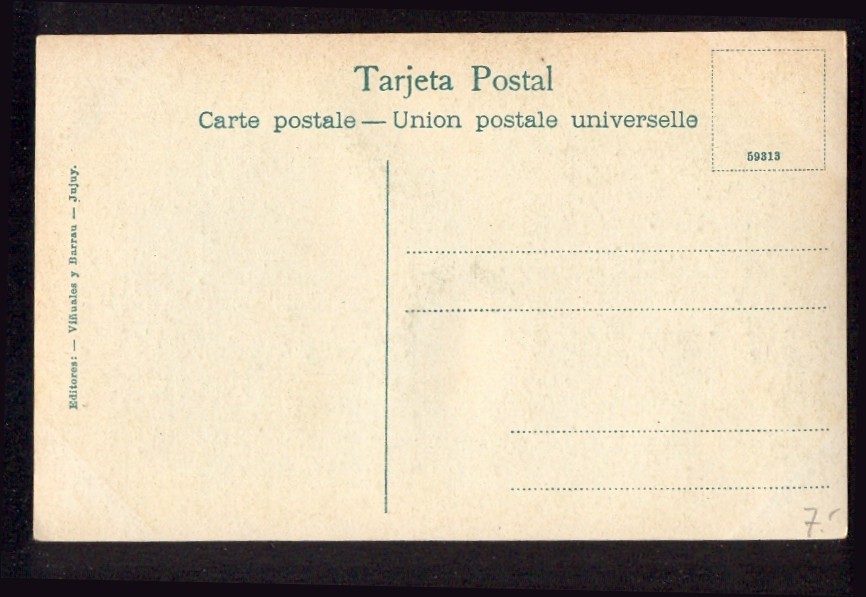 Tarjeta Postal
Carte postale — Union postale universelle
59313
Editores: — Viñuales y Barrau — Jujuy.
7.-